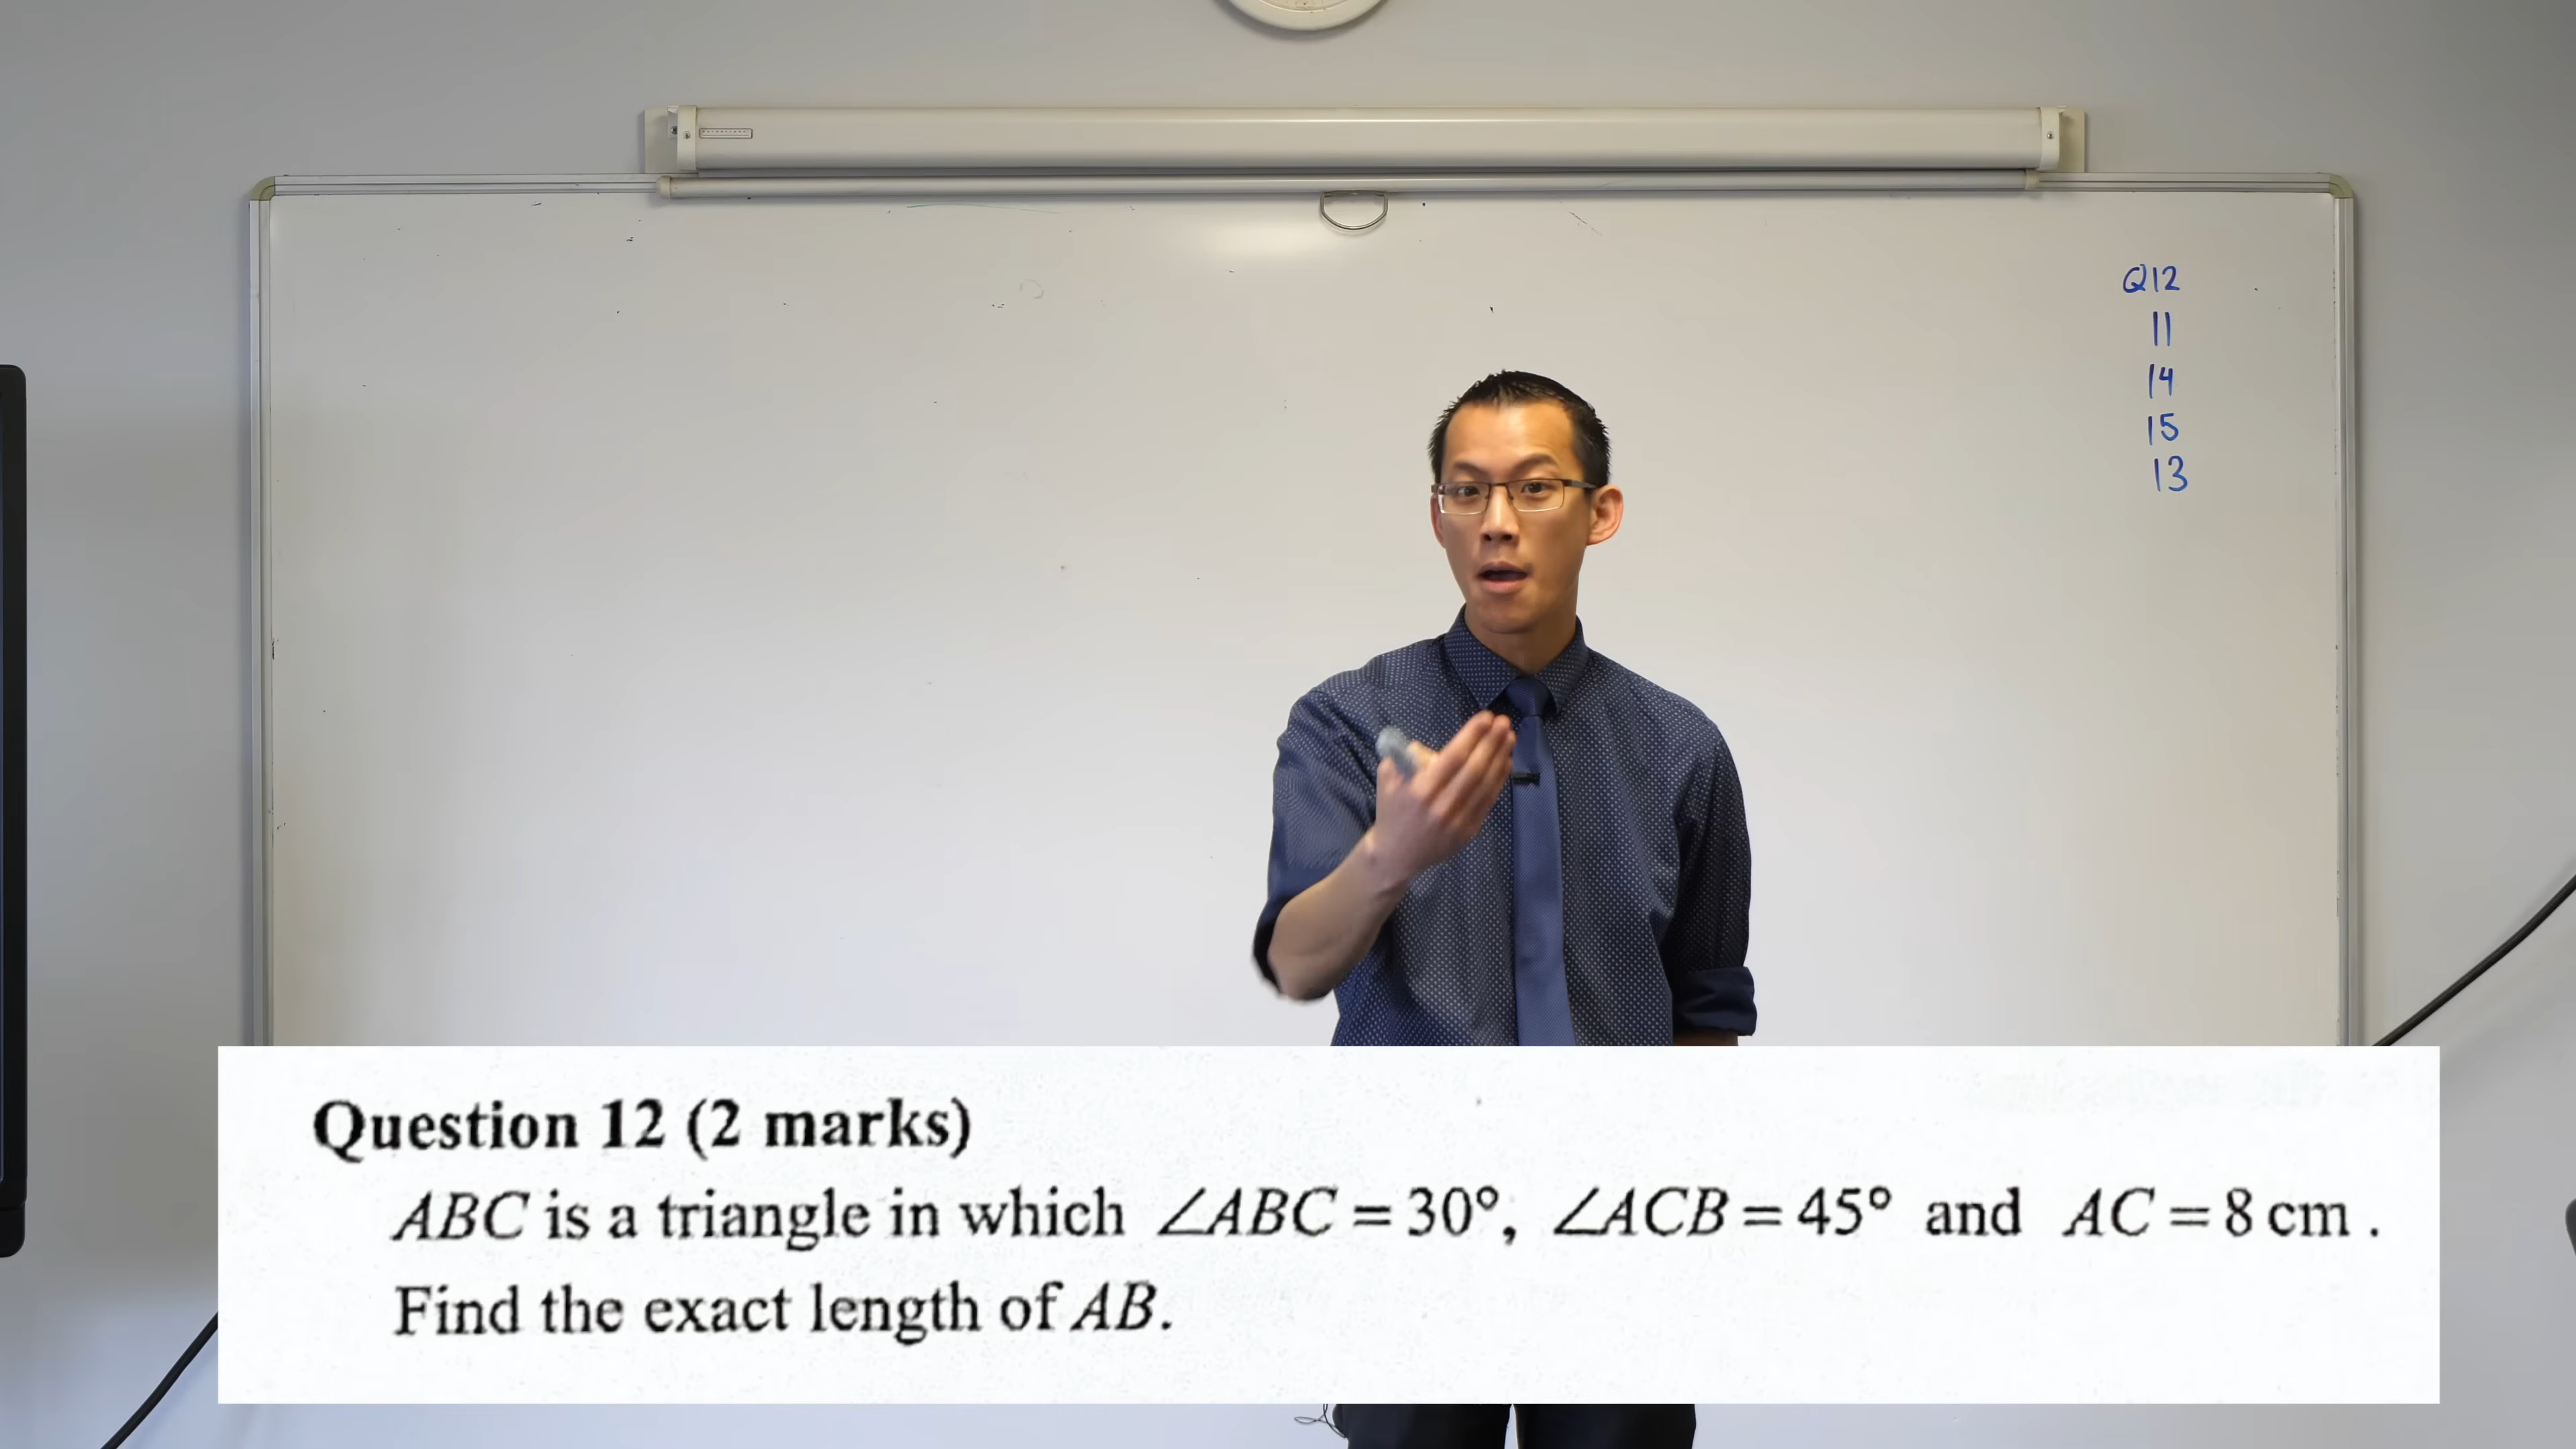 Q12
11
14
15
13
Question 12 (2 marks)
ABC is a triangle in which ∠ABC = 30°, ∠ACB = 45° and AC = 8 cm .
Find the exact length of AB.